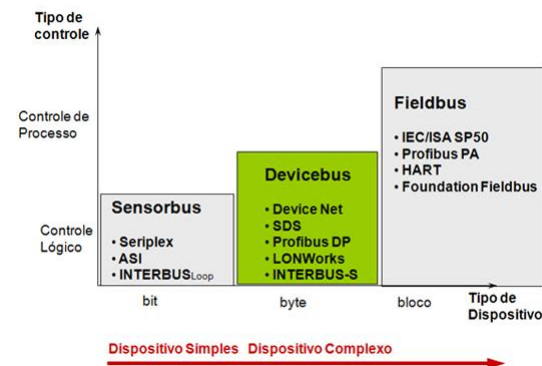 Tipo de
controle
Controle de
Processo
Controle
Lógico
Sensorbus
• Seriplex
• ASI
• INTERBUSLoop
Devicebus
• Device Net
• SDS
• Profibus DP
• LONWorks
• INTERBUS-S
Fieldbus
• IEC/ISA SP50
• Profibus PA
• HART
• Foundation Fieldbus
bit
byte
bloco
Tipo de
Dispositivo
Dispositivo Simples Dispositivo Complexo